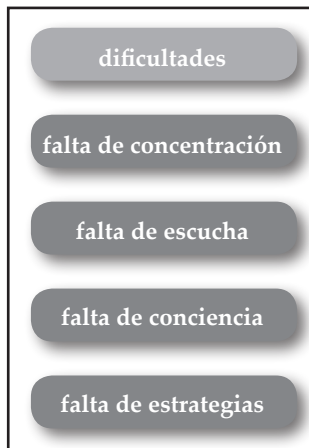 dificultades
falta de concentración
falta de escucha
falta de conciencia
falta de estrategias